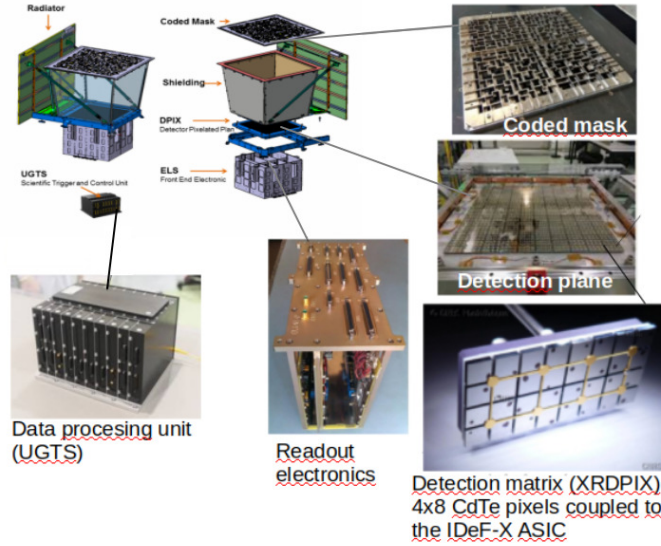 Radiator
Coded Mask
Shielding
DPIX
Detector Pixelated Plan
ELS
Front End Electronic
UGTS
Scientific Trigger and Control Unit
Coded mask
Detection plane
Data procesing unit
(UGTS)
Readout
electronics
Detection matrix (XRDPIX)
4x8 CdTe pixels coupled to
the IDeF-X ASIC